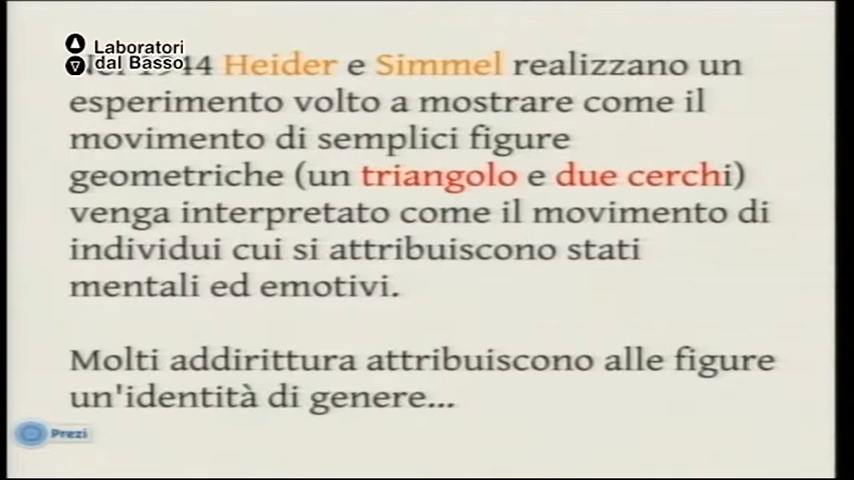 Laboratori
dal Basso
1944 Heider e Simmel realizzano un
esperimento volto a mostrare come il
movimento di semplici figure
geometriche (un triangolo e due cerchi)
venga interpretato come il movimento di
individui cui si attribuiscono stati
mentali ed emotivi.
Molti addirittura attribuiscono alle figure
un'identità di genere...
Prezi